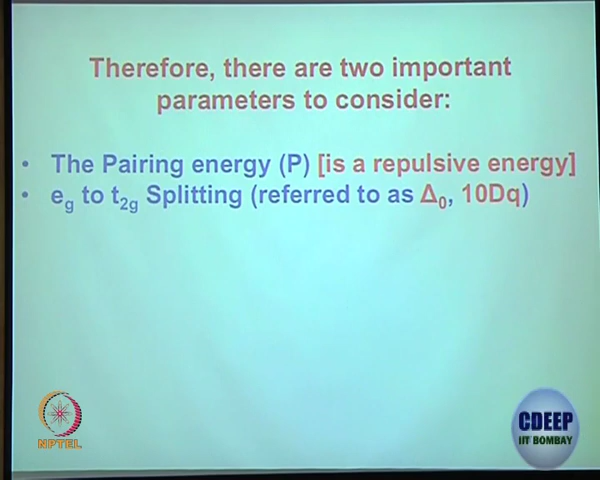 Therefore, there are two important
parameters to consider:
• The Pairing energy (P) [is a repulsive energy]
• eg to t2g Splitting (referred to as Δ0, 10Dq)
NPTEL
CDEEP
IIT BOMBAY